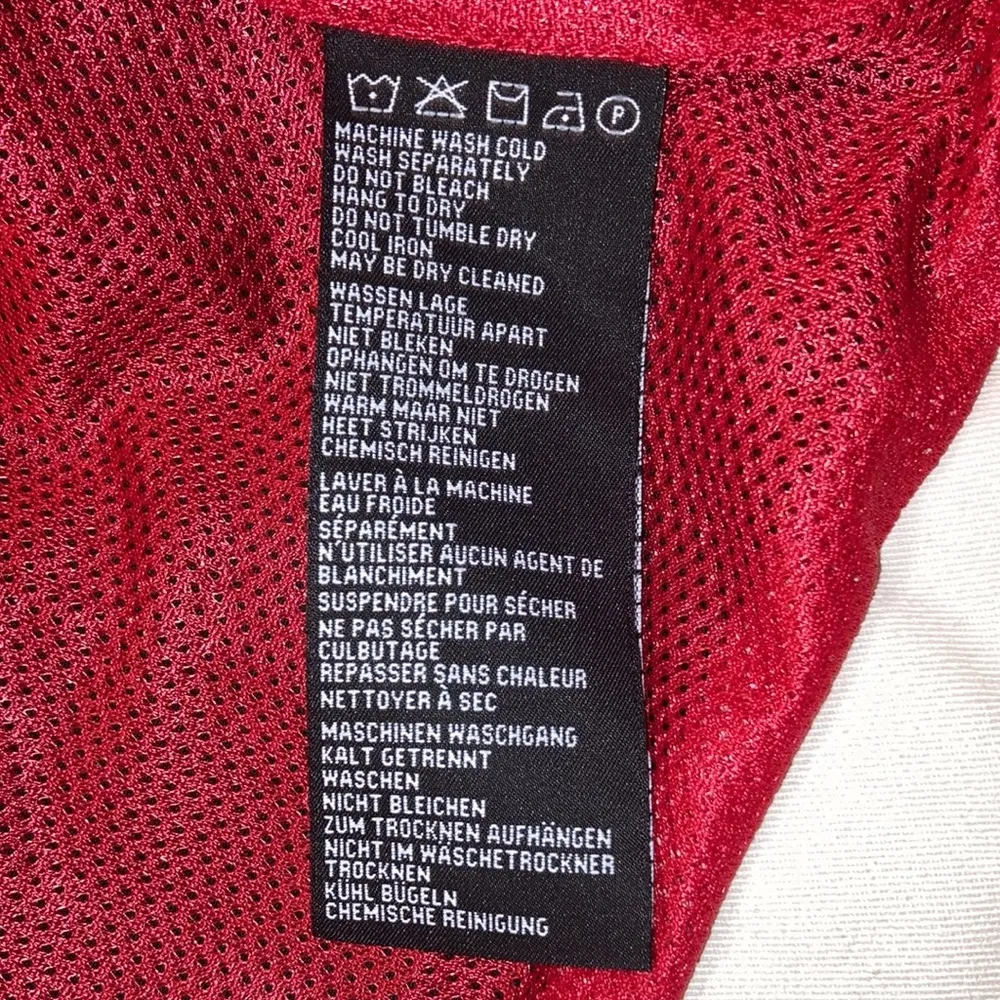 P
MACHINE WASH COLD
WASH SEPARATELY
DO NOT BLEACH
HANG TO DRY
DO NOT TUMBLE DRY
COOL IRON
MAY BE DRY CLEANED
WASSEN LAGE
TEMPERATUUR APART
NIET BLEKEN
OPHANGEN OM TE DROGEN
NIET TROMMELDROGEN
WARM MAAR NIET
HEET STRIJKEN
CHEMISCH REINIGEN
LAVER À LA MACHINE
EAU FROIDE
SÉPARÉMENT
N'UTILISER AUCUN AGENT DE
BLANCHIMENT
SUSPENDRE POUR SÉCHER
NE PAS SÉCHER PAR
CULBUTAGE
REPASSER SANS CHALEUR
NETTOYER À SEC
MASCHINEN WASCHGANG
KALT GETRENNT
WASCHEN
NICHT BLEICHEN
ZUM TROCKNEN AUFHÄNGEN
NICHT IM WASCHETROCKNER
TROCKNEN
KÜHL BÜGELN
CHEMISCHE REINIGUNG